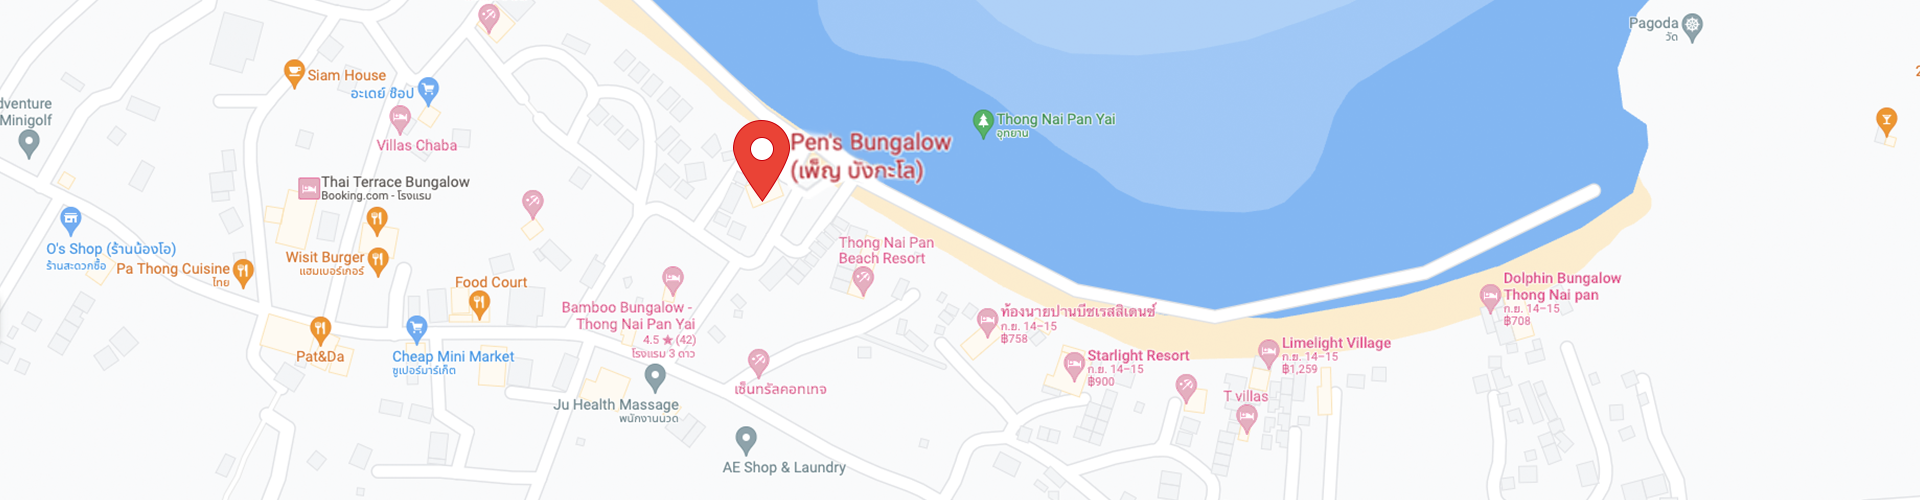 Pagoda
วัด
Siam House
อะเดย์ ช๊อป
dventure
Minigolf
Villas Chaba
Thong Nai Pan Yai
อุทยาน
Pen's Bungalow
(เพ็ญ บังกะโล)
Thai Terrace Bungalow
Booking.com - โรงแรม
O's Shop (ร้านน้องโอ)
ร้านสะดวกซื้อ
Pa Thong Cuisine
ไทย
Wisit Burger
แฮมเบอร์เกอร์
Food Court
Thong Nai Pan
Beach Resort
Bamboo Bungalow -
Thong Nai Pan Yai
4.5 ★ (42)
โรงแรม 3 ดาว
Dolphin Bungalow
Thong Nai pan
ก.ย. 14–15
฿708
ท้องนายปานบีชเรสสิเดนซ์
ก.ย. 14–15
฿758
Pat&Da
Cheap Mini Market
ซูเปอร์มาร์เก็ต
Starlight Resort
ก.ย. 14–15
฿900
Limelight Village
ก.ย. 14–15
฿1,259
เซ็นทรัลคอทเทจ
T villas
Ju Health Massage
พนักงานนวด
AE Shop & Laundry